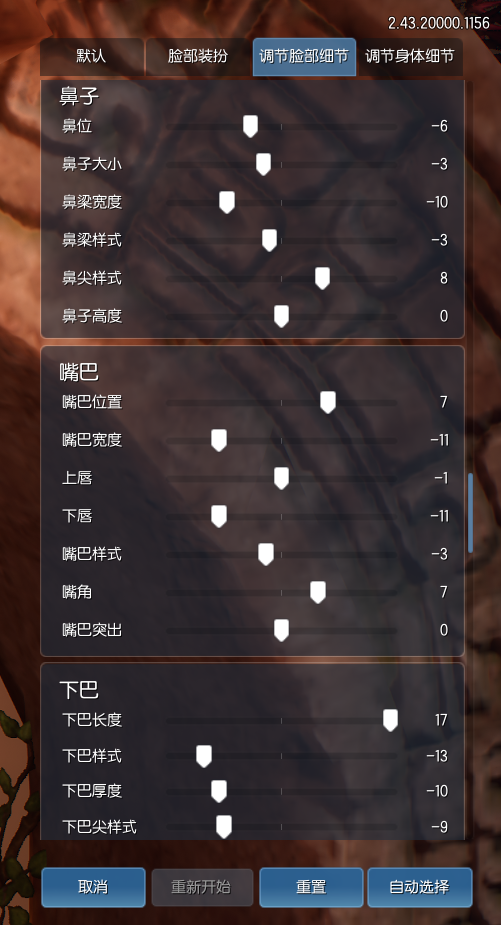 2.43.20000.1156
默认 脸部装扮 调节脸部细节 调节身体细节
鼻子
鼻位 -6
鼻子大小 -3
鼻梁宽度 -10
鼻梁样式 -3
鼻尖样式 8
鼻子高度 0
嘴巴
嘴巴位置 7
嘴巴宽度 -11
上唇 -1
下唇 -11
嘴巴样式 -3
嘴角 7
嘴巴突出 0
下巴
下巴长度 17
下巴样式 -13
下巴厚度 -10
下巴尖样式 -9
取消 重新开始 重置 自动选择